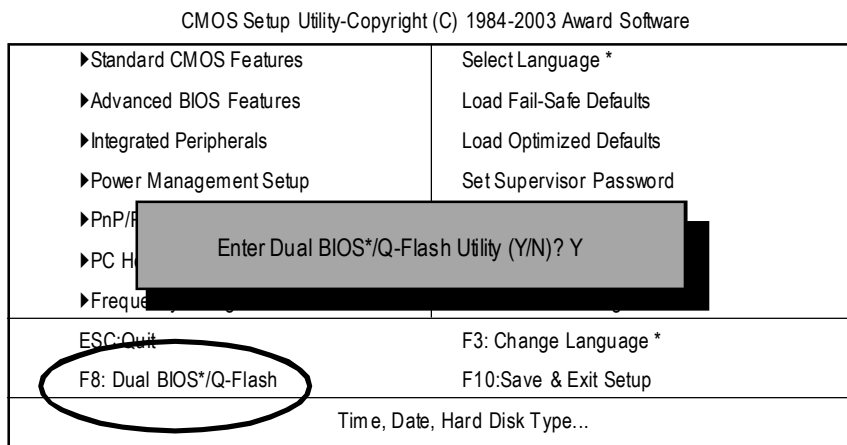 CMOS Setup Utility-Copyright (C) 1984-2003 Award Software
▶Standard CMOS Features
Select Language *
▶Advanced BIOS Features
Load Fail-Safe Defaults
▶Integrated Peripherals
Load Optimized Defaults
▶Power Management Setup
Set Supervisor Password
▶PnP/
▶PC
Enter Dual BIOS*/Q-Flash Utility (Y/N)? Y
ESC:Quit
F3: Change Language *
F8: Dual BIOS*/Q-Flash
F10:Save & Exit Setup
Time, Date, Hard Disk Type...